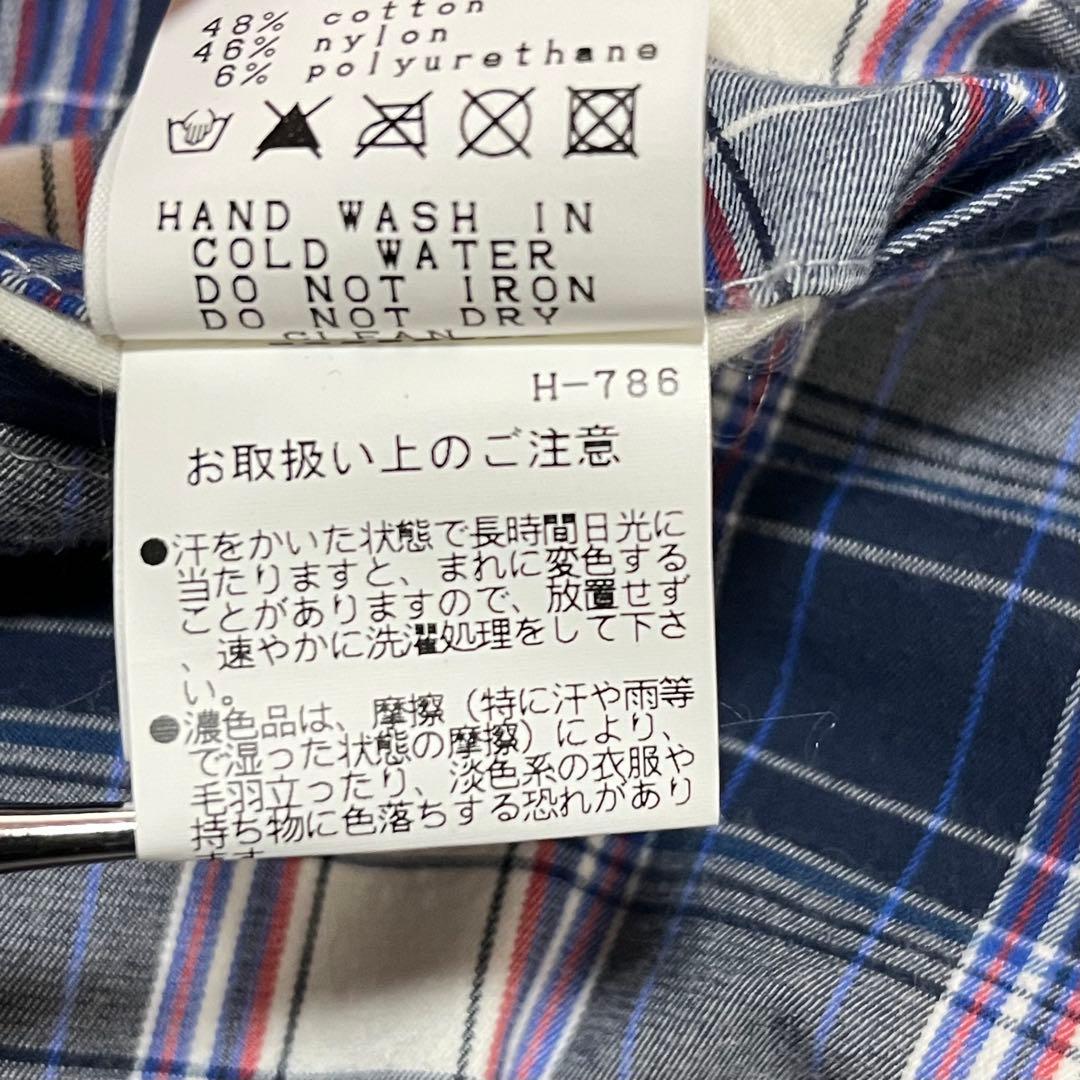 48% cotton
46% nylon
6% polyurethane
HAND WASH IN
COLD WATER
DO NOT IRON
DO NOT DRY
CLEAN
H-786
お取扱い上のご注意
●汗をかいた状態で長時間日光に
当たりますと、まれに変色する
ことがありますので、放置せず
、速やかに洗濯処理をして下さ
い。
●濃色品は、摩擦（特に汗や雨等
で湿った状態の摩擦）により、
毛羽立ったり、淡色系の衣服や
持ち物に色落ちする恐れがあり
ます